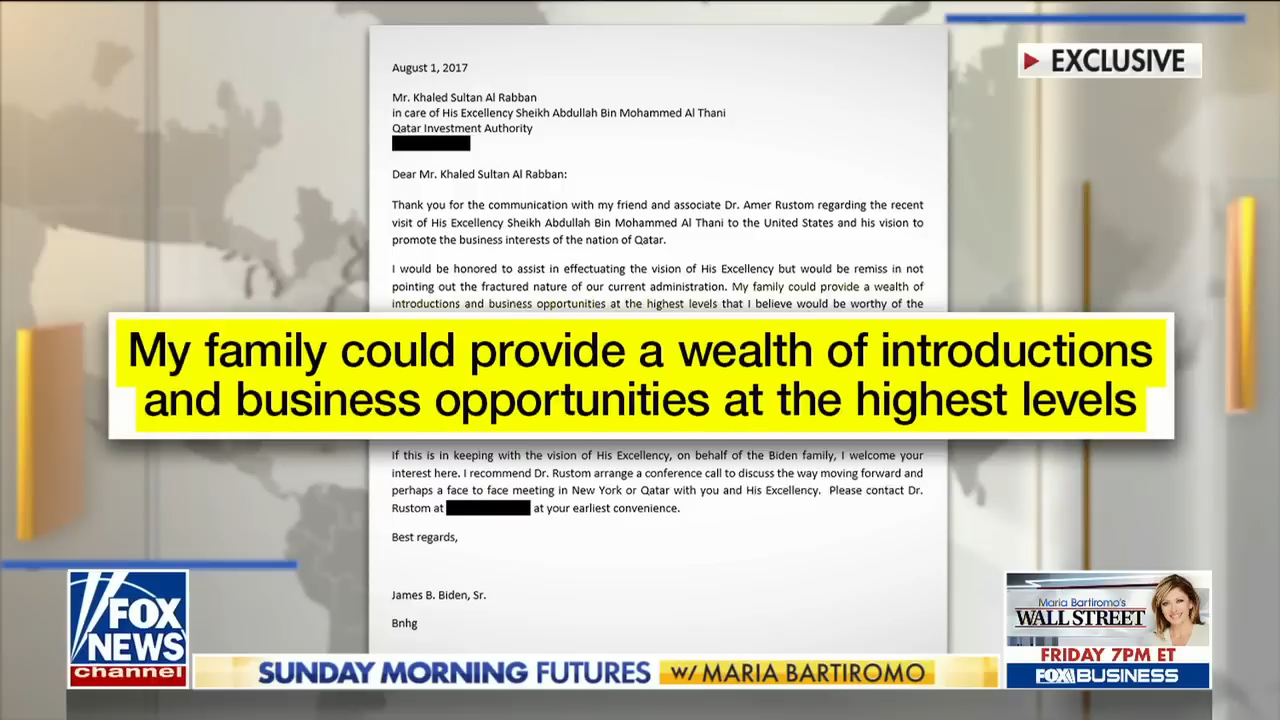 EXCLUSIVE
August 1, 2017
Mr. Khaled Sultan Al Rabban
in care of His Excellency Sheikh Abdullah Bin Mohammed Al Thani
Qatar Investment Authority
Dear Mr. Khaled Sultan Al Rabban:
Thank you for the communication with my friend and associate Dr. Amer Rustom regarding the recent
visit of His Excellency Sheikh Abdullah Bin Mohammed Al Thani to the United States and his vision to
promote the business interests of the nation of Qatar.
I would be honored to assist in effectuating the vision of His Excellency but would be remiss in not
pointing out the fractured nature of our current administration. My family could provide a wealth of
introductions and business opportunities at the highest levels that I believe would be worthy of the
My family could provide a wealth of introductions
and business opportunities at the highest levels
If this is in keeping with the vision of His Excellency, on behalf of the Biden family, I welcome your
interest here. I recommend Dr. Rustom arrange a conference call to discuss the way moving forward and
perhaps a face to face meeting in New York or Qatar with you and His Excellency. Please contact Dr.
Rustom at at your earliest convenience.
Best regards,
James B. Biden, Sr.
Bnhg
FOX
NEWS
channel
SUNDAY MORNING FUTURES W/ MARIA BARTIROMO
Maria Bartiromo's
WALL STREET
FRIDAY 7PM ET
FOX BUSINESS